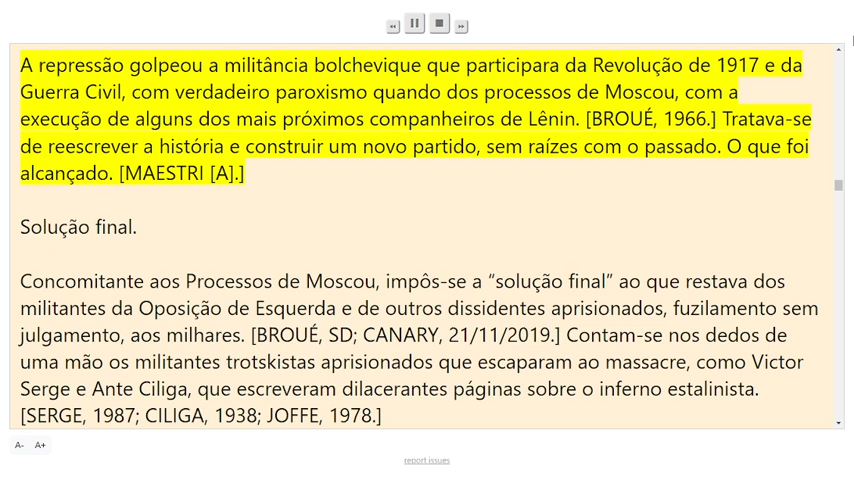 A repressão golpeou a militância bolchevique que participara da Revolução de 1917 e da
Guerra Civil, com verdadeiro paroxismo quando dos processos de Moscou, com a
execução de alguns dos mais próximos companheiros de Lênin. [BROUÉ, 1966.] Tratava-se
de reescrever a história e construir um novo partido, sem raízes com o passado. O que foi
alcançado. [MAESTRI [A].]
Solução final.
Concomitante aos Processos de Moscou, impôs-se a “solução final” ao que restava dos
militantes da Oposição de Esquerda e de outros dissidentes aprisionados, fuzilamento sem
julgamento, aos milhares. [BROUÉ, SD; CANARY, 21/11/2019.] Contam-se nos dedos de
uma mão os militantes trotskistas aprisionados que escaparam ao massacre, como Victor
Serge e Ante Ciliga, que escreveram dilacerantes páginas sobre o inferno estalinista.
[SERGE, 1987; CILIGA, 1938; JOFFE, 1978.]
A- A+
report issues